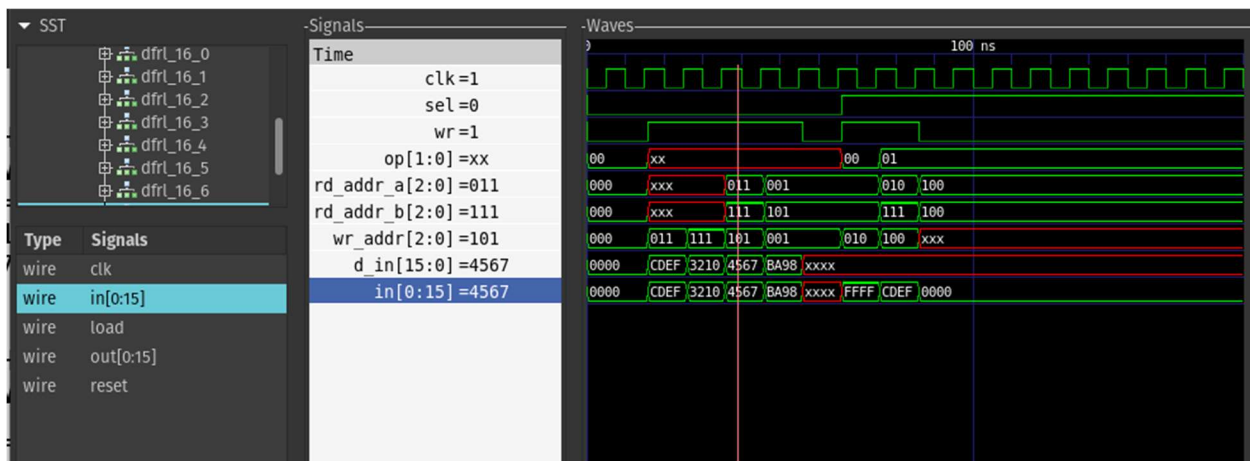 SST
dfrl_16_0
dfrl_16_1
dfrl_16_2
dfrl_16_3
dfrl_16_4
dfrl_16_5
dfrl_16_6
Type Signals
wire clk
wire in[0:15]
wire load
wire out[0:15]
wire reset
Signals
Time
clk=1
sel=0
wr=1
op[1:0]=xx
rd_addr_a[2:0]=011
rd_addr_b[2:0]=111
wr_addr[2:0]=101
d_in[15:0]=4567
in[0:15]=4567
Waves
100 ns
00 xx 00 01
000 xxx 011 001 010 100
000 xxx 111 101 111 100
000 011 111 101 001 010 100 xxx
0000 CDEF 3210 4567 BA98 xxxx
0000 CDEF 3210 4567 BA98 xxxx FFFF CDEF 0000